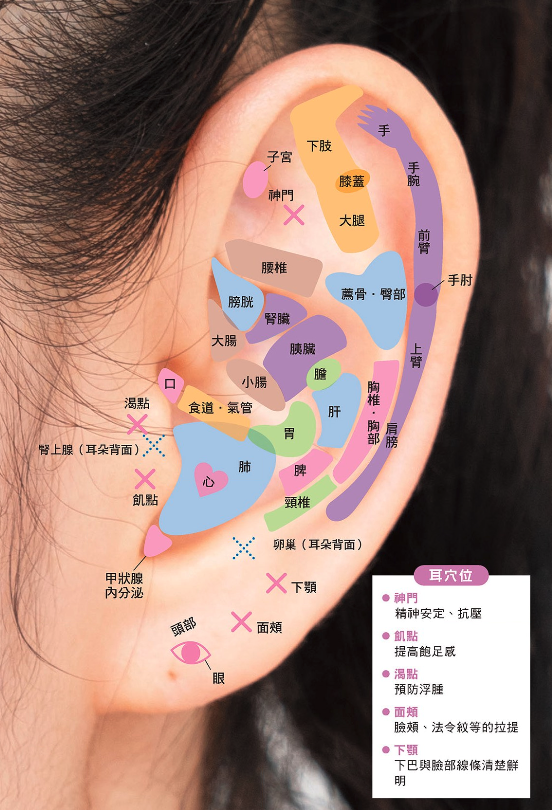 子宮
神門
下肢
手
手腕
膝蓋
大腿
前臂
腰椎
膀胱
薦骨・臀部
手肘
腎臟
大腸
胰臟
上臂
口
小腸
膽
胸椎・胸部
渴點
食道・氣管
肝
肩膀
腎上腺（耳朵背面）
胃
肺
脾
心
飢點
頸椎
卵巢（耳朵背面）
甲狀腺
內分泌
下顎
頭部
面頰
眼
耳穴位
神門
精神安定、抗壓
飢點
提高飽足感
渴點
預防浮腫
面頰
臉頰、法令紋等的拉提
下顎
下巴與臉部線條清楚鮮
明